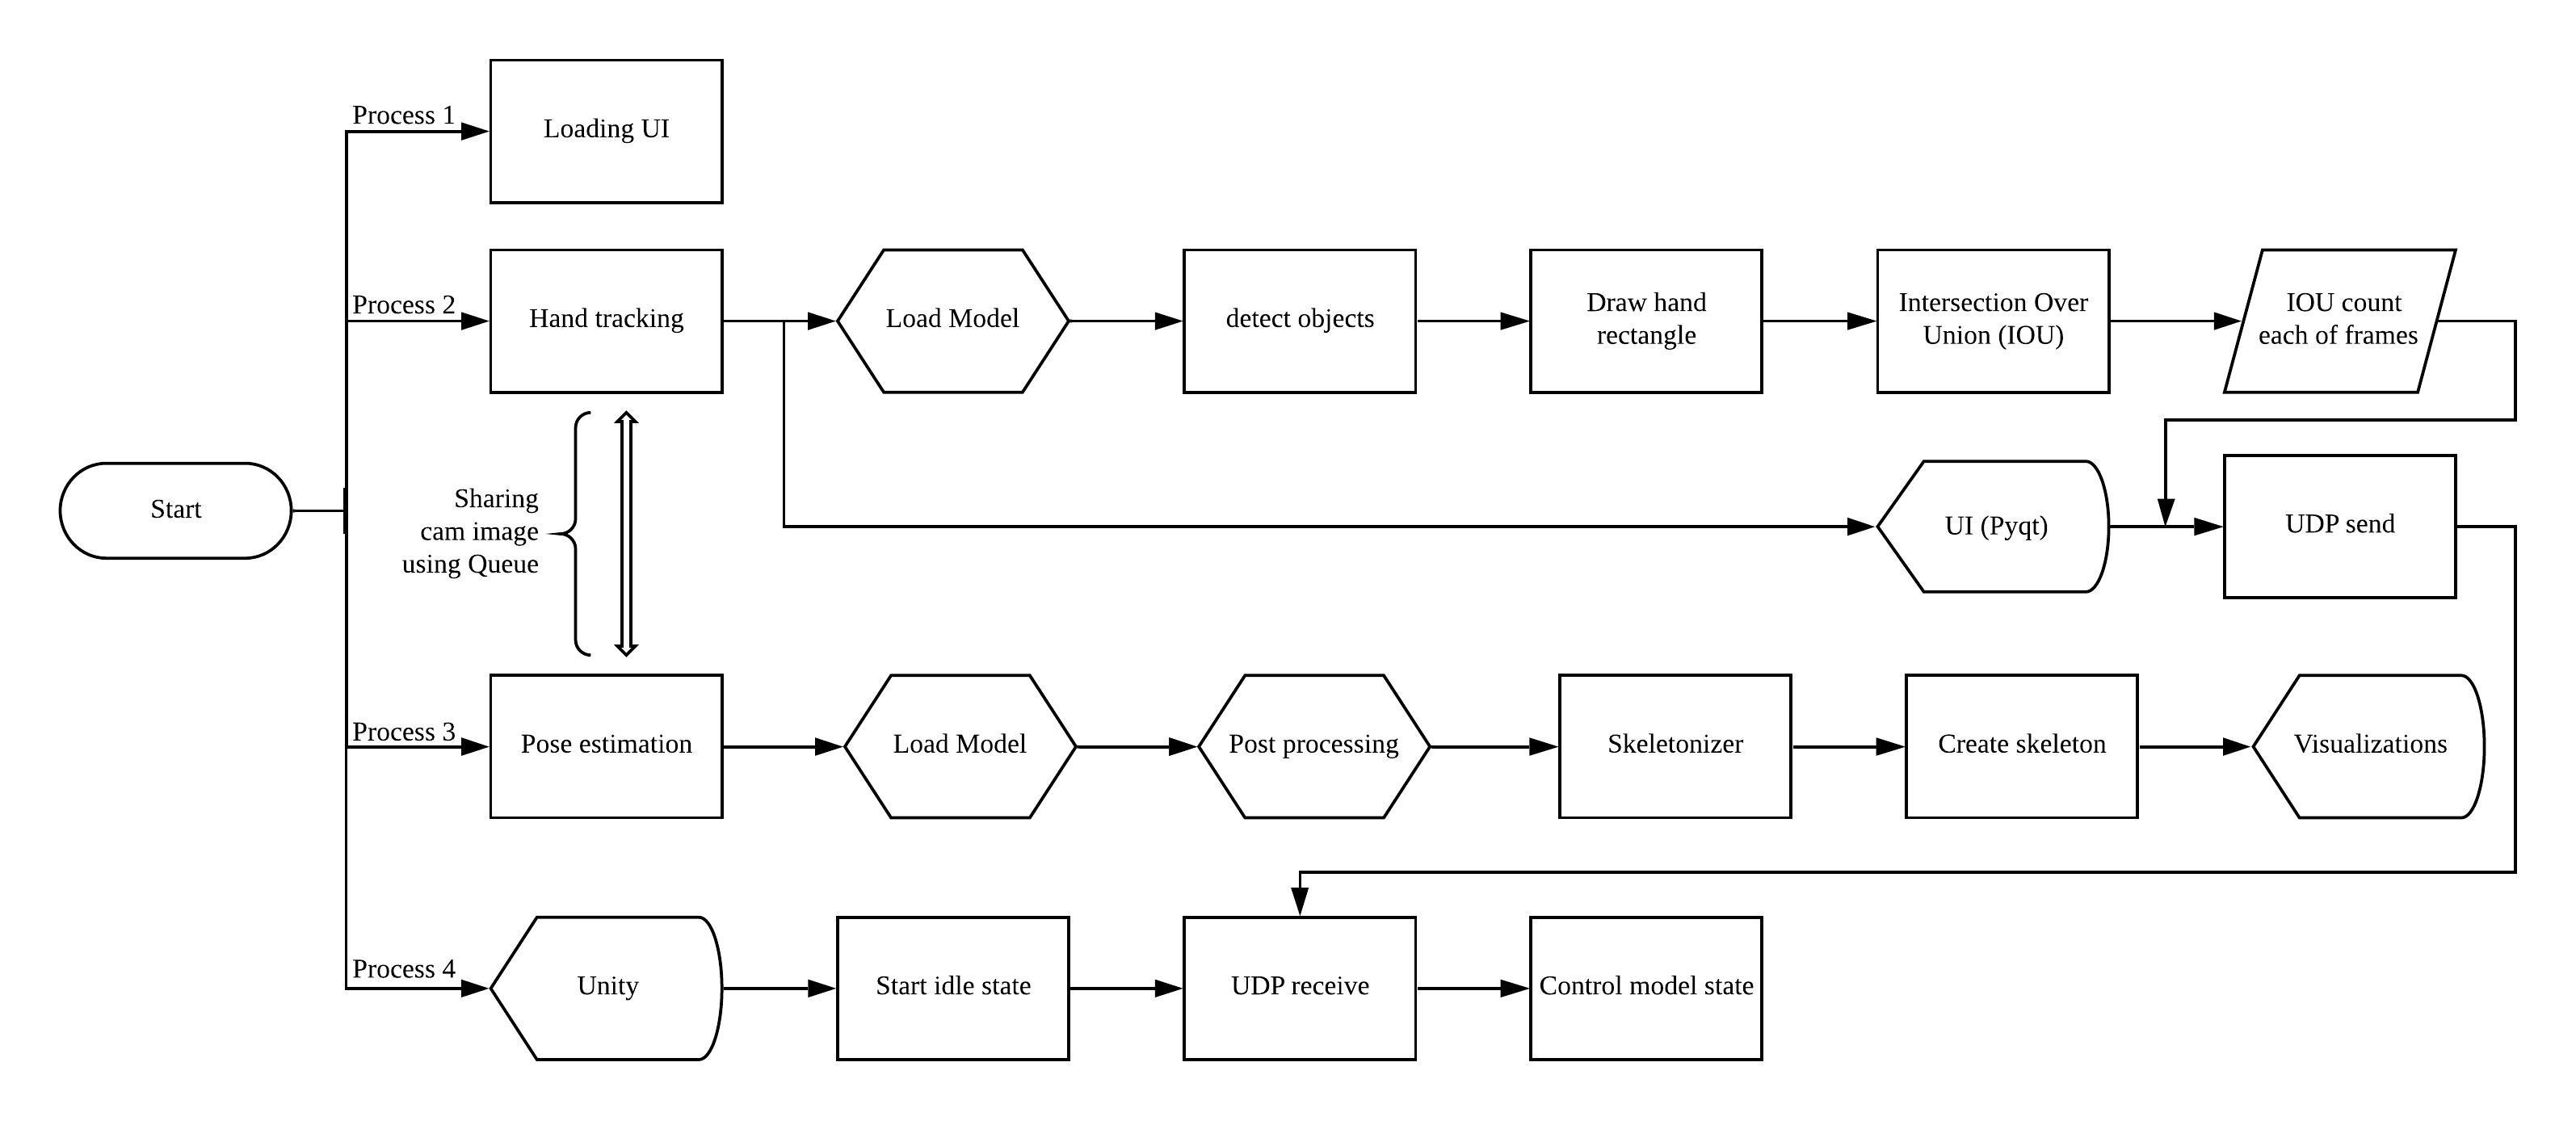 Process 1
Loading UI
Process 2
Hand tracking
Load Model
detect objects
Draw hand
rectangle
Intersection Over
Union (IOU)
IOU count
each of frames
Start
Sharing
cam image
using Queue
UI (Pyqt)
UDP send
Process 3
Pose estimation
Load Model
Post processing
Skeletonizer
Create skeleton
Visualizations
Process 4
Unity
Start idle state
UDP receive
Control model state